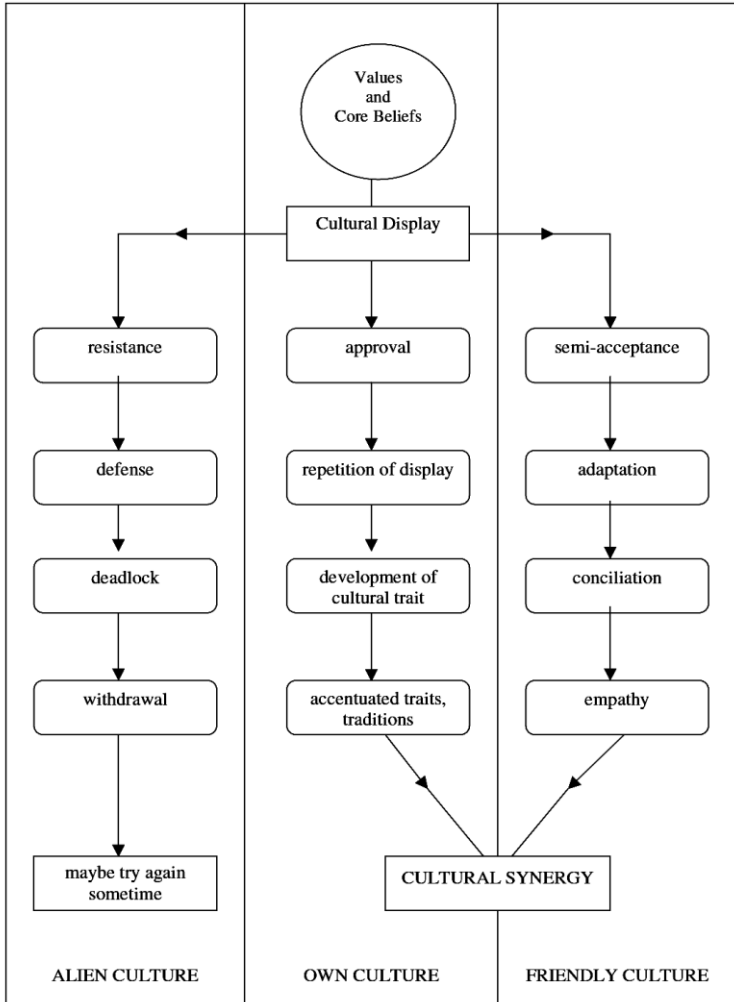 Values
and
Core Beliefs
Cultural Display
resistance
approval
semi-acceptance
defense
repetition of display
adaptation
deadlock
development of
cultural trait
conciliation
withdrawal
accentuated traits,
traditions
empathy
maybe try again
sometime
CULTURAL SYNERGY
ALIEN CULTURE
OWN CULTURE
FRIENDLY CULTURE